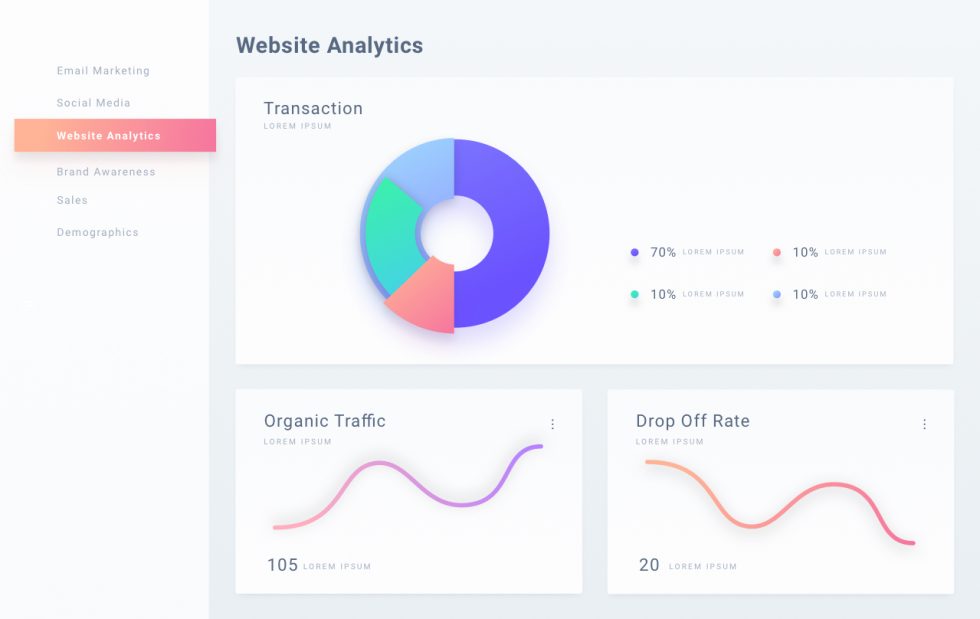 Email Marketing
Social Media
Website Analytics
Brand Awareness
Sales
Demographics
Website Analytics
Transaction
LOREM IPSUM
70% LOREM IPSUM
10% LOREM IPSUM
10% LOREM IPSUM
10% LOREM IPSUM
Organic Traffic
LOREM IPSUM
105 LOREM IPSUM
Drop Off Rate
LOREM IPSUM
20 LOREM IPSUM